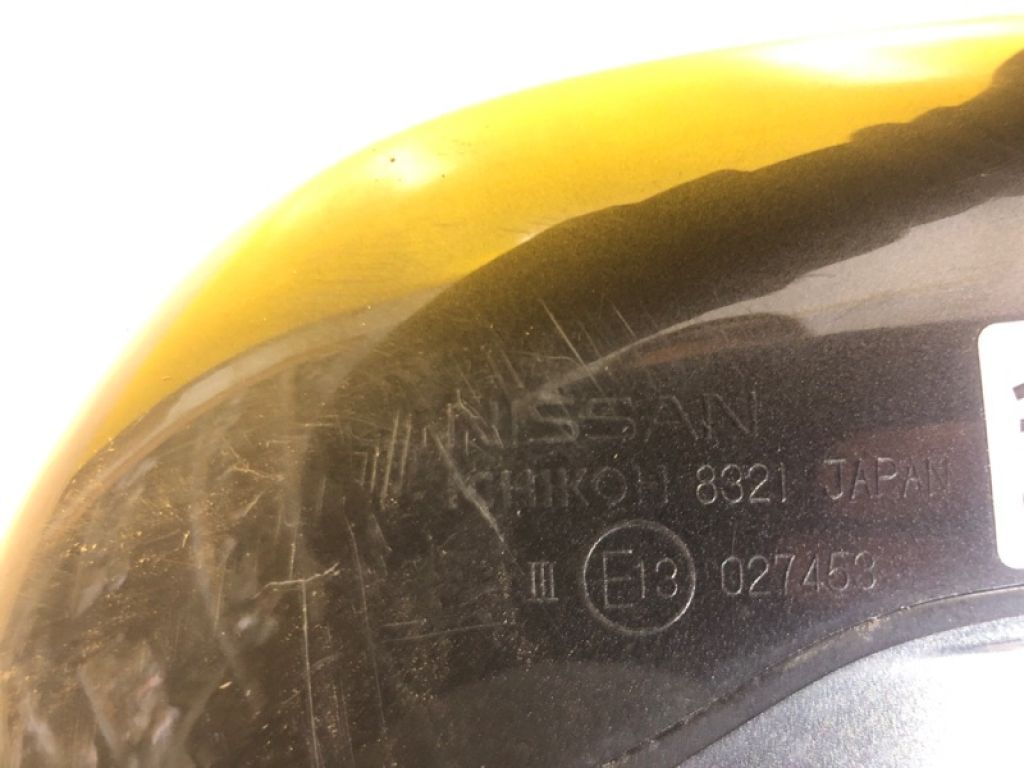 NISSAN
ICHIKOH 8321 JAPAN
III E13 027453